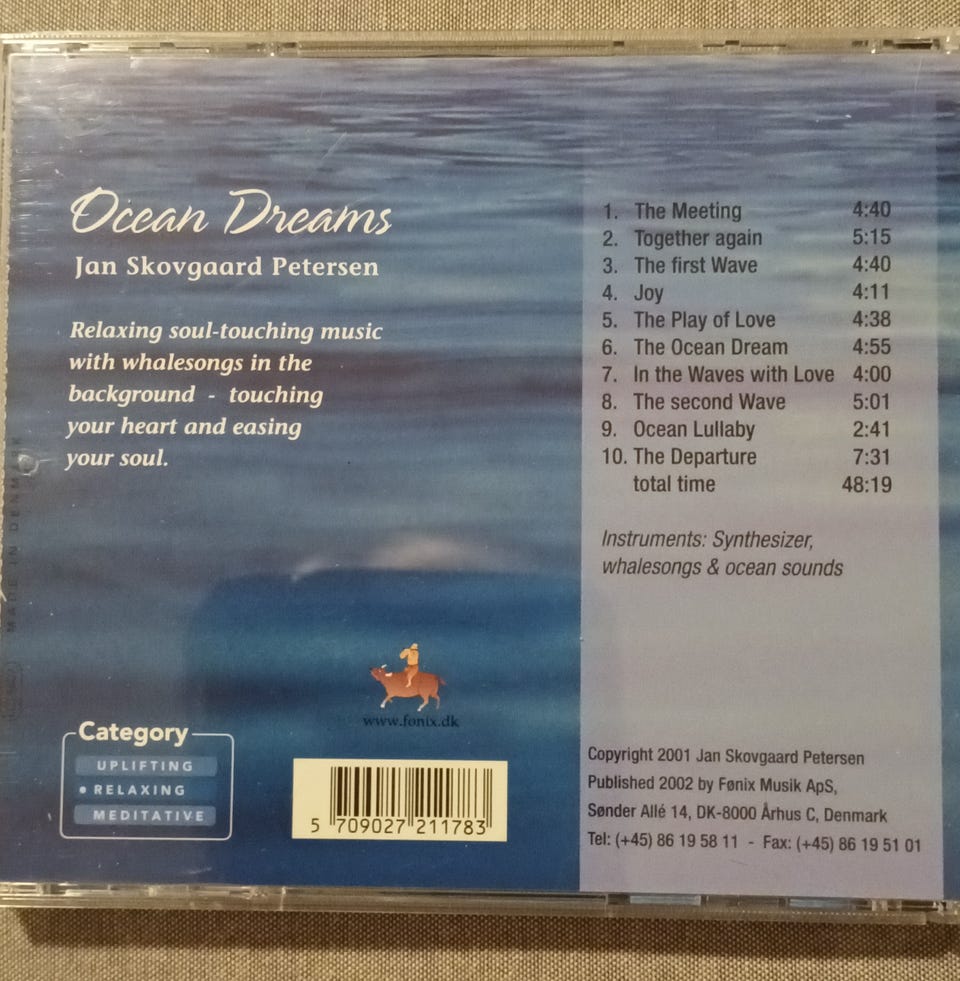 Ocean Dreams
Jan Skovgaard Petersen
Relaxing soul-touching music
with whalesongs in the
background - touching
your heart and easing
your soul.
1. The Meeting 4:40
2. Together again 5:15
3. The first Wave 4:40
4. Joy 4:11
5. The Play of Love 4:38
6. The Ocean Dream 4:55
7. In the Waves with Love 4:00
8. The second Wave 5:01
9. Ocean Lullaby 2:41
10. The Departure 7:31
total time 48:19
Instruments: Synthesizer,
whalesongs & ocean sounds
www.fonix.dk
Category
UPLIFTING
• RELAXING
MEDITATIVE
5 709027 211783
Copyright 2001 Jan Skovgaard Petersen
Published 2002 by Fønix Musik ApS,
Sønder Allé 14, DK-8000 Århus C, Denmark
Tel: (+45) 86 19 58 11 - Fax: (+45) 86 19 51 01
MADE IN DENMARK